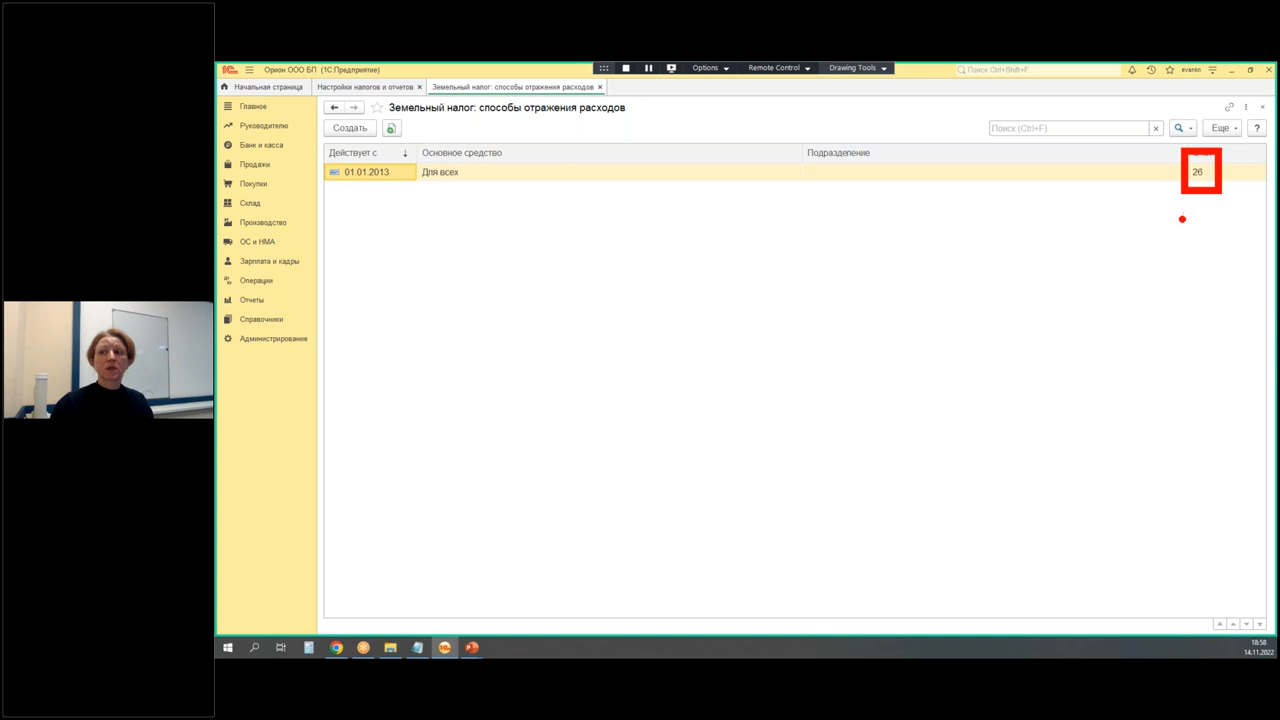 Орион ООО БП (1С:Предприятие)
Options
Remote Control
Drawing Tools
Поиск Ctrl+Shift+F
evsnkn
Начальная страница
Настройки налогов и отчетов ×
Земельный налог: способы отражения расходов ×
Главное
Руководителю
Банк и касса
Продажи
Покупки
Склад
Производство
ОС и НМА
Зарплата и кадры
Операции
Отчеты
Справочники
Администрирование
Земельный налог: способы отражения расходов
Создать
Поиск (Ctrl+F)
×
Еще
?
Действует с ↓
Основное средство
Подразделение
01.01.2013
Для всех
26
18:58
14.11.2022